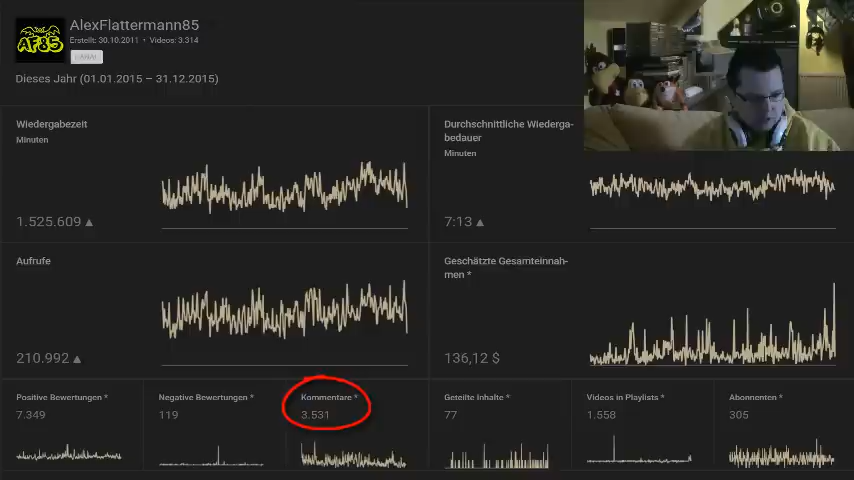 AlexFlattermann85
AF85
Erstellt: 30.10.2011 • Videos: 3.314
Dieses Jahr (01.01.2015 – 31.12.2015)
Wiedergabezeit
Minuten
1.525.609
Durchschnittliche Wiederga-
bedauer
Minuten
7:13
Aufrufe
210.992
Geschätzte Gesamteinnah-
men *
136,12 $
Positive Bewertungen *
7.349
Negative Bewertungen *
119
Kommentare *
3.531
Geteilte Inhalte *
77
Videos in Playlists *
1.558
Abonnenten *
305